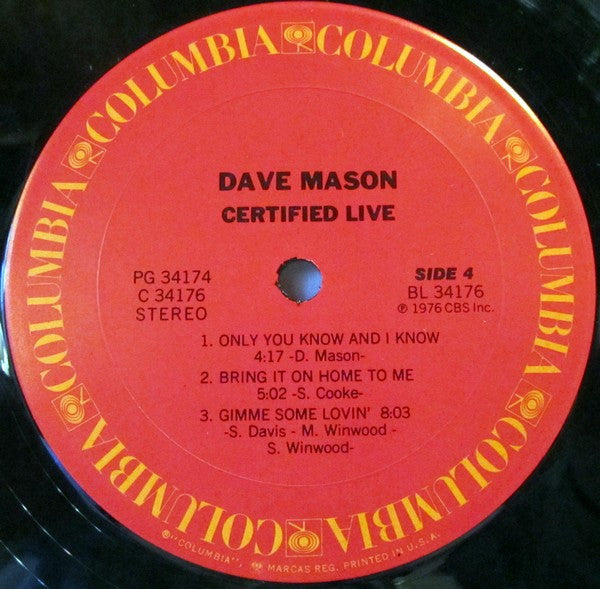 COLUMBIA COLUMBIA COLUMBIA COLUMBIA COLUMBIA COLUMBIA
DAVE MASON
CERTIFIED LIVE
PG 34174
C 34176
STEREO
SIDE 4
BL 34176
℗ 1976 CBS Inc.
1. ONLY YOU KNOW AND I KNOW
4:17 -D. Mason-
2. BRING IT ON HOME TO ME
5:02 -S. Cooke-
3. GIMME SOME LOVIN' 8:03
-S. Davis - M. Winwood -
S. Winwood-
®"COLUMBIA", MARCAS REG. PRINTED IN U.S.A.